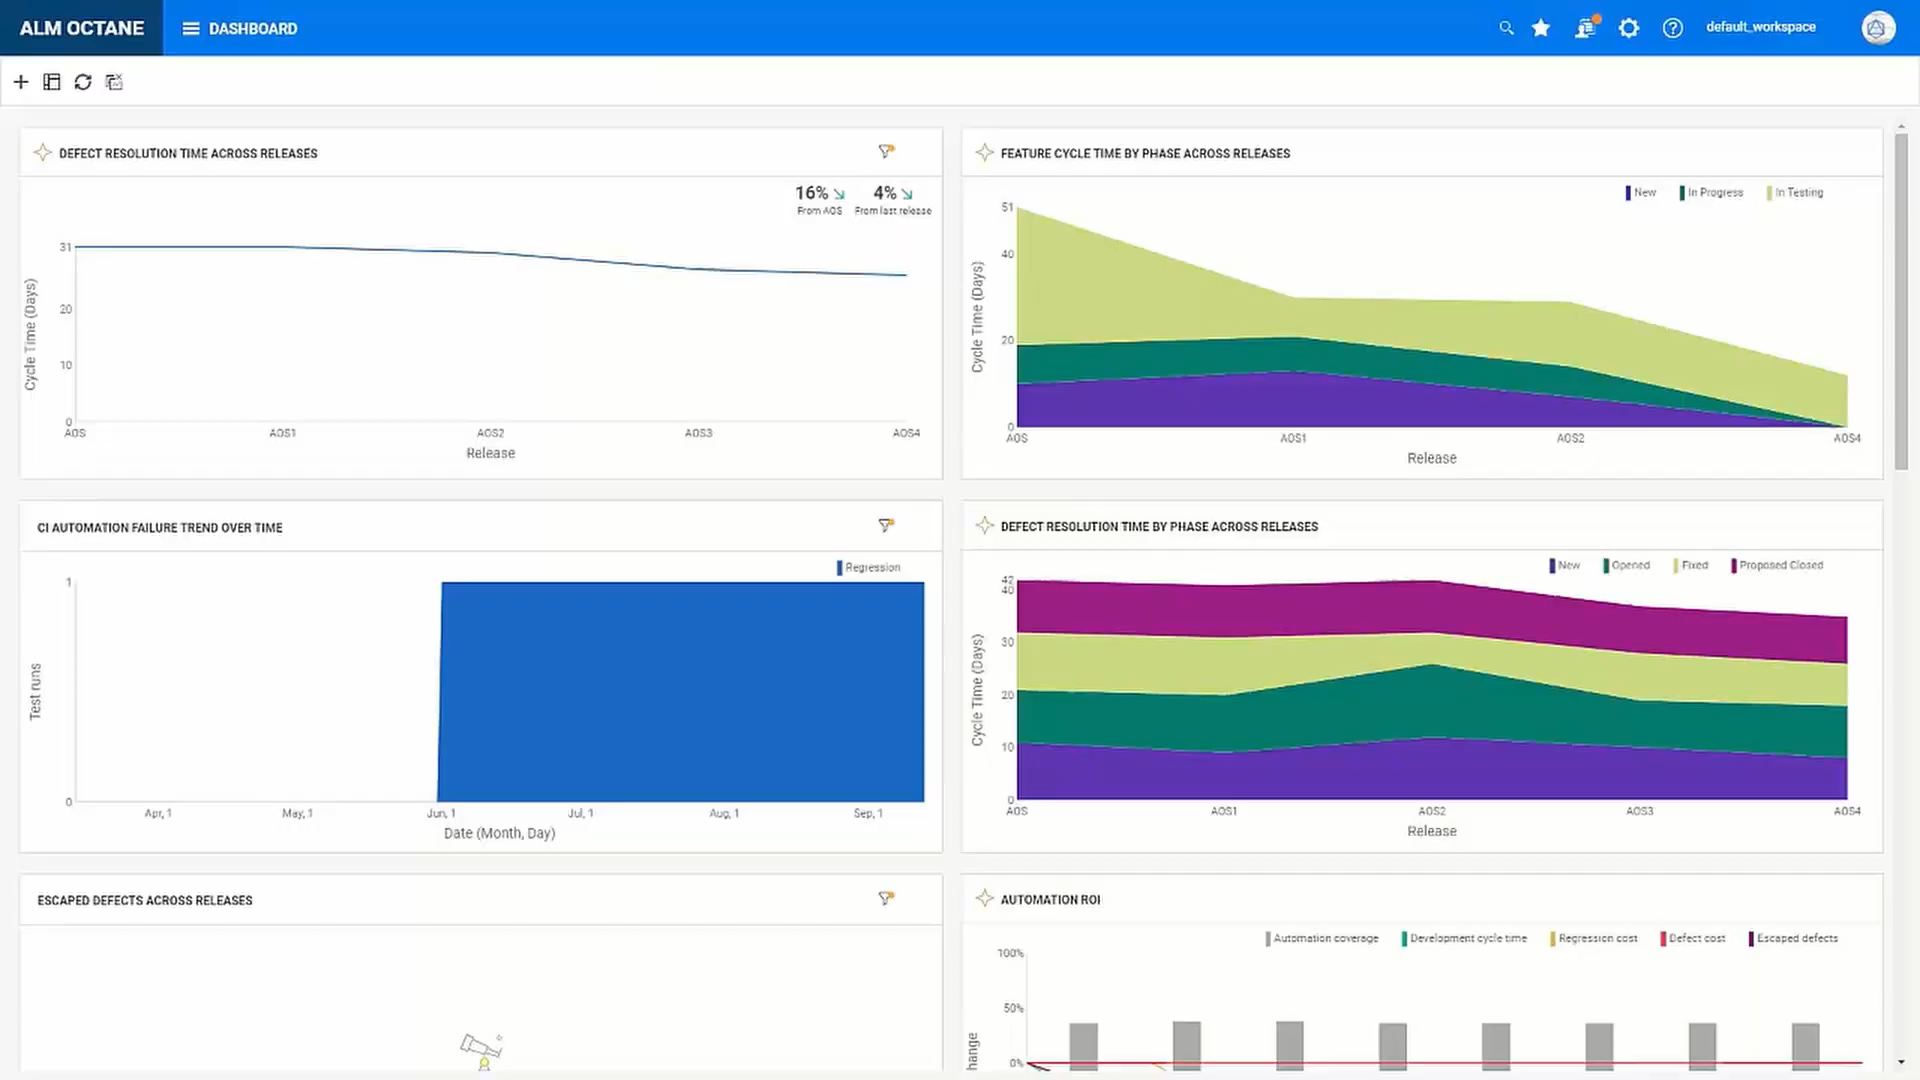 ALM OCTANE
DASHBOARD
default_workspace
DEFECT RESOLUTION TIME ACROSS RELEASES
16%
4%
From AOS
From last release
31
20
10
0
Cycle Time (Days)
AOS
AOS1
AOS2
AOS3
AOS4
Release
FEATURE CYCLE TIME BY PHASE ACROSS RELEASES
New
In Progress
In Testing
51
40
20
0
Cycle Time (Days)
AOS
AOS1
AOS2
AOS4
Release
CI AUTOMATION FAILURE TREND OVER TIME
Regression
1
0
Test runs
Apr, 1
May, 1
Jun, 1
Jul, 1
Aug, 1
Sep, 1
Date (Month, Day)
DEFECT RESOLUTION TIME BY PHASE ACROSS RELEASES
New
Opened
Fixed
Proposed Closed
42
40
30
20
10
0
Cycle Time (Days)
AOS
AOS1
AOS2
AOS3
AOS4
Release
ESCAPED DEFECTS ACROSS RELEASES
AUTOMATION ROI
Automation coverage
Development cycle time
Regression cost
Defect cost
Escaped defects
100%
50%
0%
hange